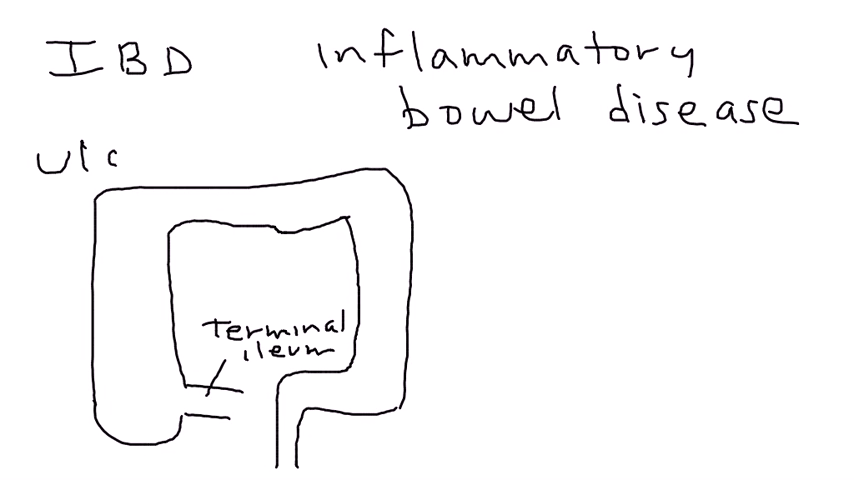 IBD inflammatory
bowel disease
Ulc
Terminal
ileum